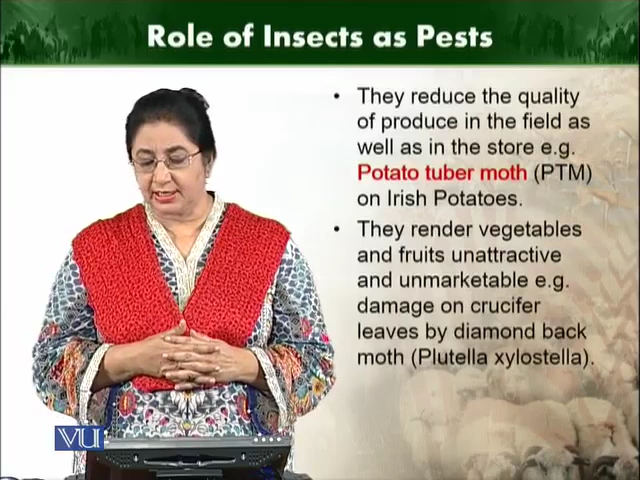 Role of Insects as Pests
• They reduce the quality
of produce in the field as
well as in the store e.g.
Potato tuber moth (PTM)
on Irish Potatoes.
• They render vegetables
and fruits unattractive
and unmarketable e.g.
damage on crucifer
leaves by diamond back
moth (Plutella xylostella).
VU